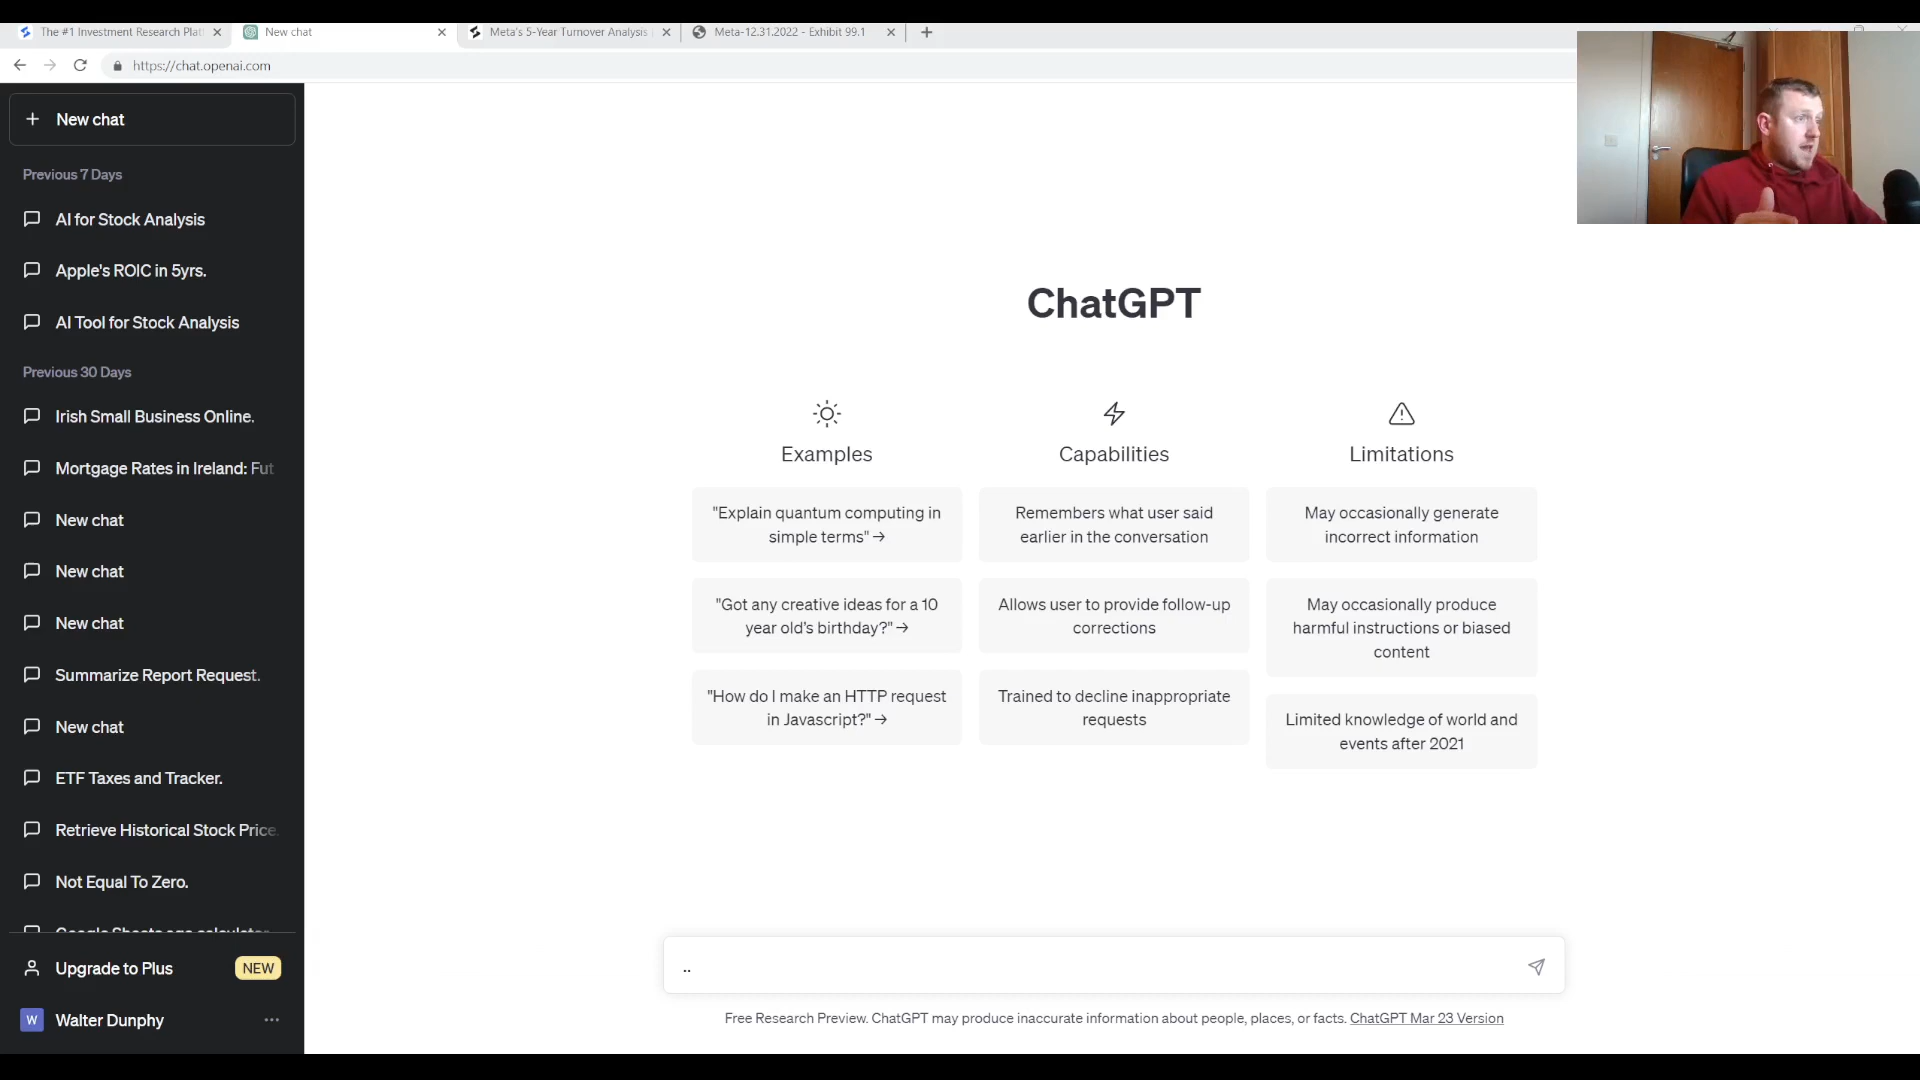 The #1 Investment Research Plat
New chat
Meta's 5-Year Turnover Analysis
Meta-12.31.2022 - Exhibit 99.1
https://chat.openai.com
New chat
Previous 7 Days
AI for Stock Analysis
Apple's ROIC in 5yrs.
AI Tool for Stock Analysis
Previous 30 Days
Irish Small Business Online.
Mortgage Rates in Ireland: Fut
New chat
New chat
New chat
Summarize Report Request.
New chat
ETF Taxes and Tracker.
Retrieve Historical Stock Price
Not Equal To Zero.
Upgrade to Plus
NEW
W
Walter Dunphy
ChatGPT
Examples
"Explain quantum computing in
simple terms" →
"Got any creative ideas for a 10
year old's birthday?" →
"How do I make an HTTP request
in Javascript?" →
Capabilities
Remembers what user said
earlier in the conversation
Allows user to provide follow-up
corrections
Trained to decline inappropriate
requests
Limitations
May occasionally generate
incorrect information
May occasionally produce
harmful instructions or biased
content
Limited knowledge of world and
events after 2021
..
Free Research Preview. ChatGPT may produce inaccurate information about people, places, or facts. ChatGPT Mar 23 Version